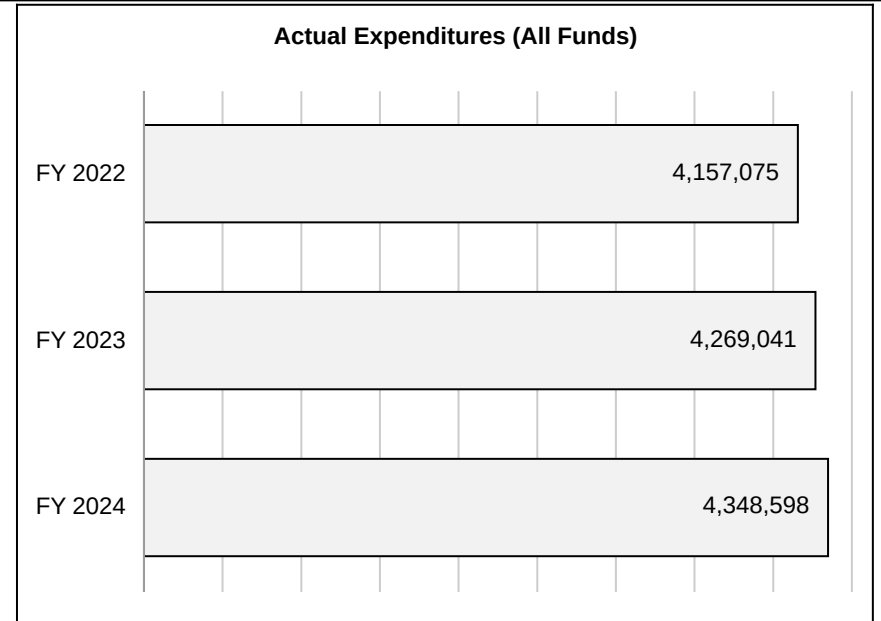 Actual Expenditures (All Funds)
FY 2022
4,157,075
FY 2023
4,269,041
FY 2024
4,348,598